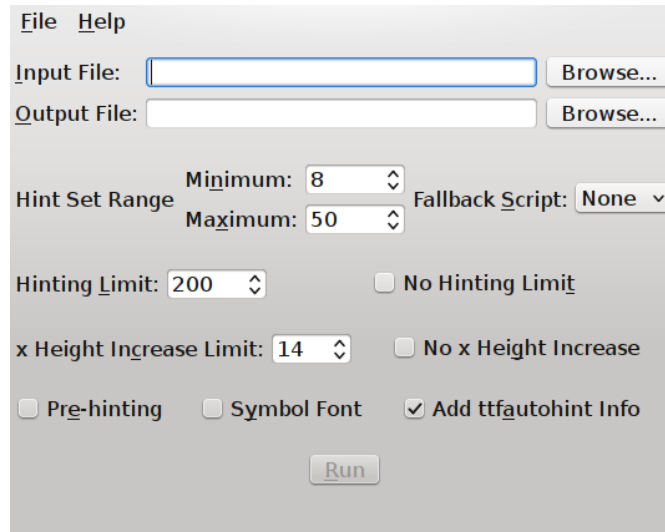 File Help
Input File: Browse...
Output File: Browse...
Minimum: 8
Hint Set Range Fallback Script: None
Maximum: 50
Hinting Limit: 200 No Hinting Limit
x Height Increase Limit: 14 No x Height Increase
Pre-hinting Symbol Font Add ttfautohint Info
Run